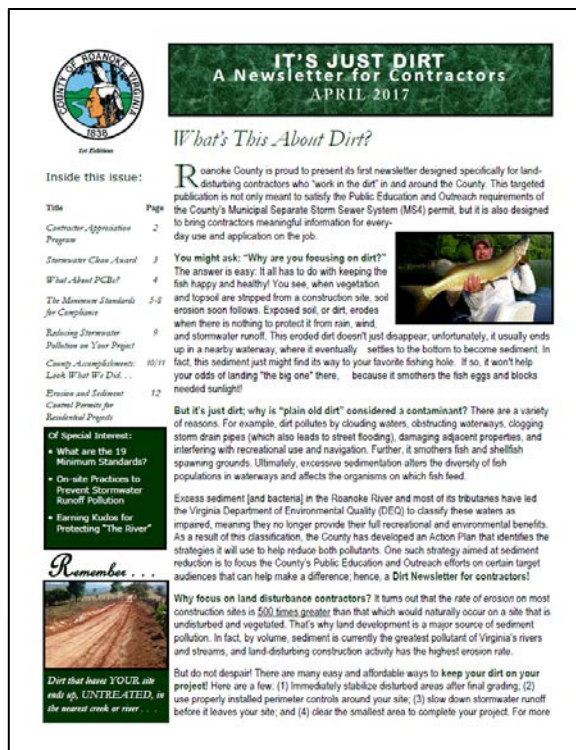 COUNTY OF ROANOKE VIRGINIA
1838
1st Edition
IT'S JUST DIRT
A Newsletter for Contractors
APRIL 2017
What's This About Dirt?
Inside this issue:
Title Page
Contractor Appreciation Program 2
Stormwater Clean Award 3
What About PCBs? 4
The Minimum Standards for Compliance 5-8
Reducing Stormwater Pollution on Your Project 9
County Accomplishments: Look What We Did. . . 10/11
Erosion and Sediment Control Permits for Residential Projects 12
Of Special Interest:
• What are the 19 Minimum Standards?
• On-site Practices to Prevent Stormwater Runoff Pollution
• Earning Kudos for Protecting "The River"
Remember . . .
Dirt that leaves YOUR site
ends up, UNTREATED, in
the nearest creek or river . . .
Roanoke County is proud to present its first newsletter designed specifically for land-
disturbing contractors who "work in the dirt" in and around the County. This targeted
publication is not only meant to satisfy the Public Education and Outreach requirements of
the County's Municipal Separate Storm Sewer System (MS4) permit, but it is also designed
to bring contractors meaningful information for every-
day use and application on the job.
You might ask: "Why are you focusing on dirt?"
The answer is easy: It all has to do with keeping the
fish happy and healthy! You see, when vegetation
and topsoil are stripped from a construction site, soil
erosion soon follows. Exposed soil, or dirt, erodes
when there is nothing to protect it from rain, wind,
and stormwater runoff. This eroded dirt doesn't just disappear, unfortunately, it usually ends
up in a nearby waterway, where it eventually settles to the bottom to become sediment. In
fact, this sediment just might find its way to your favorite fishing hole. If so, it won't help
your odds of landing "the big one" there, because it smothers the fish eggs and blocks
needed sunlight!
But it's just dirt; why is "plain old dirt" considered a contaminant? There are a variety
of reasons. For example, dirt pollutes by clouding waters, obstructing waterways, clogging
storm drain pipes (which also leads to street flooding), damaging adjacent properties, and
interfering with recreational use and navigation. Further, it smothers fish and shellfish
spawning grounds. Ultimately, excessive sedimentation alters the diversity of fish
populations in waterways and affects the organisms on which fish feed.
Excess sediment [and bacteria] in the Roanoke River and most of its tributaries have led
the Virginia Department of Environmental Quality (DEQ) to classify these waters as
impaired, meaning they no longer provide their full recreational and environmental benefits.
As a result of this classification, the County has developed an Action Plan that identifies the
strategies it will use to help reduce both pollutants. One such strategy aimed at sediment
reduction is to focus the County's Public Education and Outreach efforts on certain target
audiences that can help make a difference; hence, a Dirt Newsletter for contractors!
Why focus on land disturbance contractors? It turns out that the rate of erosion on most
construction sites is 500 times greater than that which would naturally occur on a site that is
undisturbed and vegetated. That's why land development is a major source of sediment
pollution. In fact, by volume, sediment is currently the greatest pollutant of Virginia's rivers
and streams, and land-disturbing construction activity has the highest erosion rate.
But do not despair! There are many easy and affordable ways to keep your dirt on your
project! Here are a few: (1) Immediately stabilize disturbed areas after final grading; (2)
use properly installed perimeter controls around your site; (3) slow down stormwater runoff
before it leaves your site; and (4) clear the smallest area to complete your project. For more